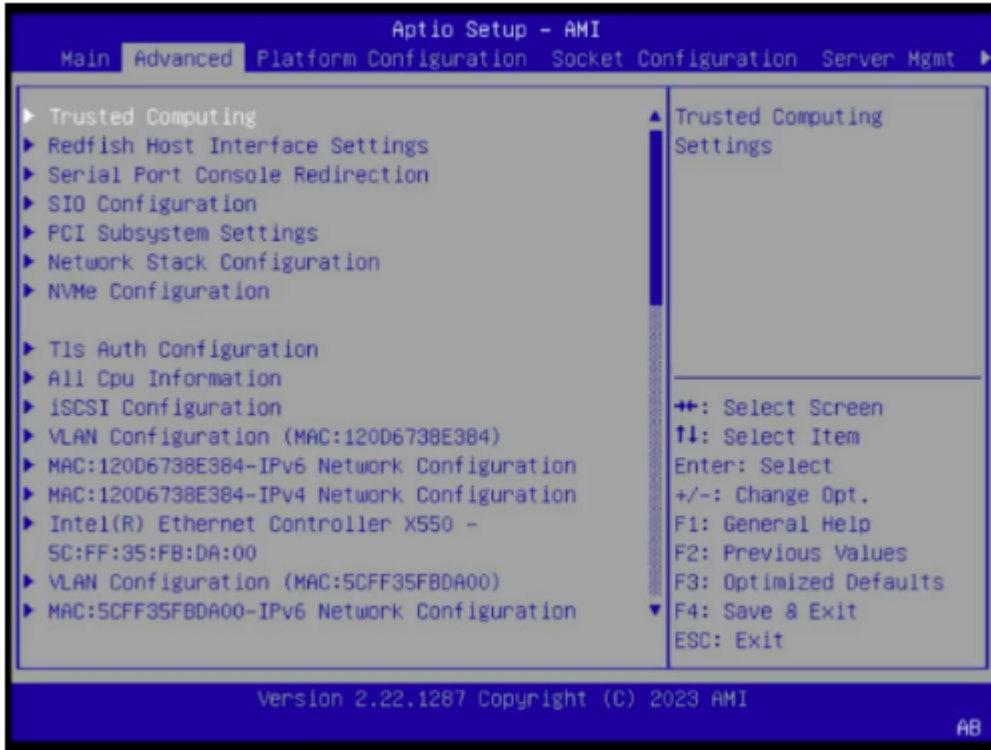 Aptio Setup – AMI
Main Advanced Platform Configuration Socket Configuration Server Mgmt ►
► Trusted Computing
► Redfish Host Interface Settings
► Serial Port Console Redirection
► SIO Configuration
► PCI Subsystem Settings
► Network Stack Configuration
► NVMe Configuration
► Tls Auth Configuration
► All Cpu Information
► iSCSI Configuration
► VLAN Configuration (MAC:120D6738E384)
► MAC:120D6738E384-IPv6 Network Configuration
► MAC:120D6738E384-IPv4 Network Configuration
► Intel(R) Ethernet Controller X550 –
5C:FF:35:FB:DA:00
► VLAN Configuration (MAC:5CFF35FBDA00)
► MAC:5CFF35FBDA00-IPv6 Network Configuration
Trusted Computing
Settings
→←: Select Screen
↑↓: Select Item
Enter: Select
+/-: Change Opt.
F1: General Help
F2: Previous Values
F3: Optimized Defaults
F4: Save & Exit
ESC: Exit
Version 2.22.1287 Copyright (C) 2023 AMI
AB